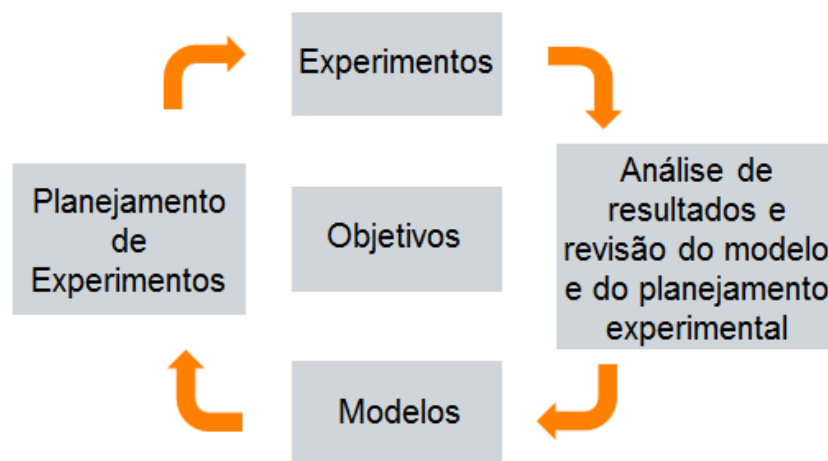 Experimentos
Planejamento
de
Experimentos
Objetivos
Análise de
resultados e
revisão do modelo
e do planejamento
experimental
Modelos